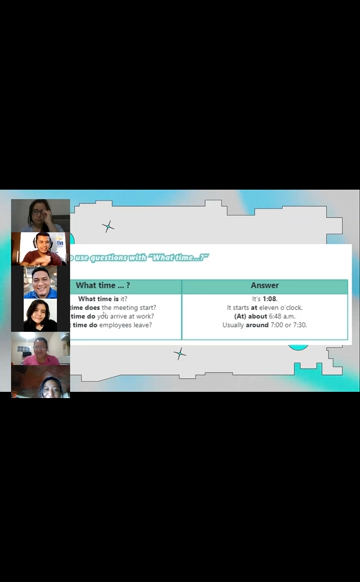 o use questions with "What time...?"
What time ... ? Answer
What time is it? It's 1:08.
time does the meeting start? It starts at eleven o'clock.
time do you arrive at work? (At) about 6:48 a.m.
time do employees leave? Usually around 7:00 or 7:30.